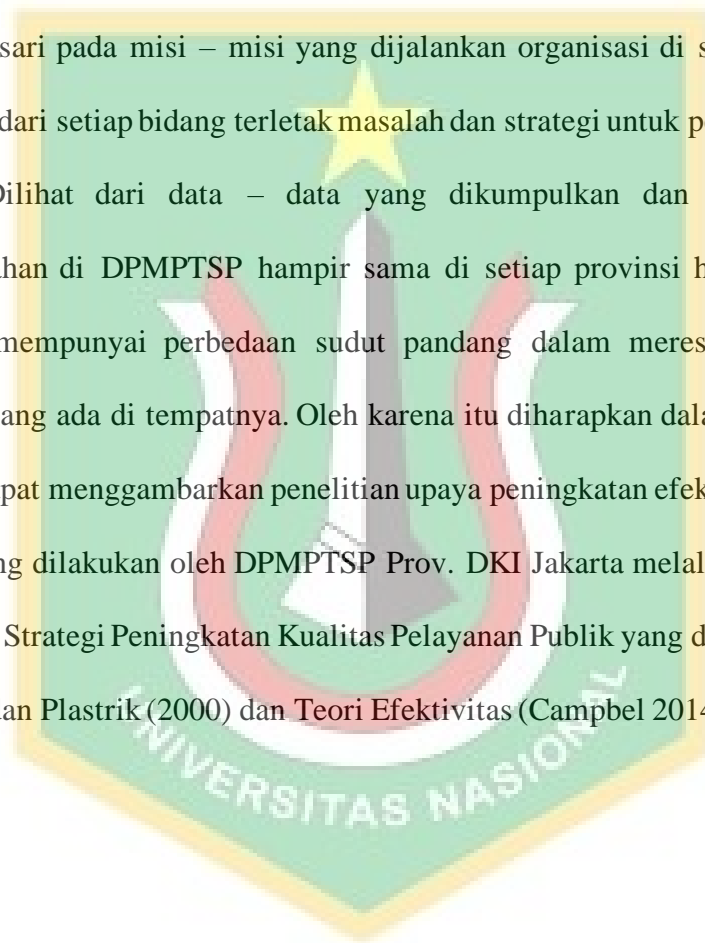 sari pada misi – misi yang dijalankan organisasi di s
dari setiap bidang terletak masalah dan strategi untuk p
Dilihat dari data – data yang dikumpulkan dan
han di DPMPTSP hampir sama di setiap provinsi h
mempunyai perbedaan sudut pandang dalam meres
ang ada di tempatnya. Oleh karena itu diharapkan dala
pat menggambarkan penelitian upaya peningkatan efek
ng dilakukan oleh DPMPTSP Prov. DKI Jakarta melal
Strategi Peningkatan Kualitas Pelayanan Publik yang d
an Plastrik (2000) dan Teori Efektivitas (Campbel 2014
UNIVERSITAS NASIONAL